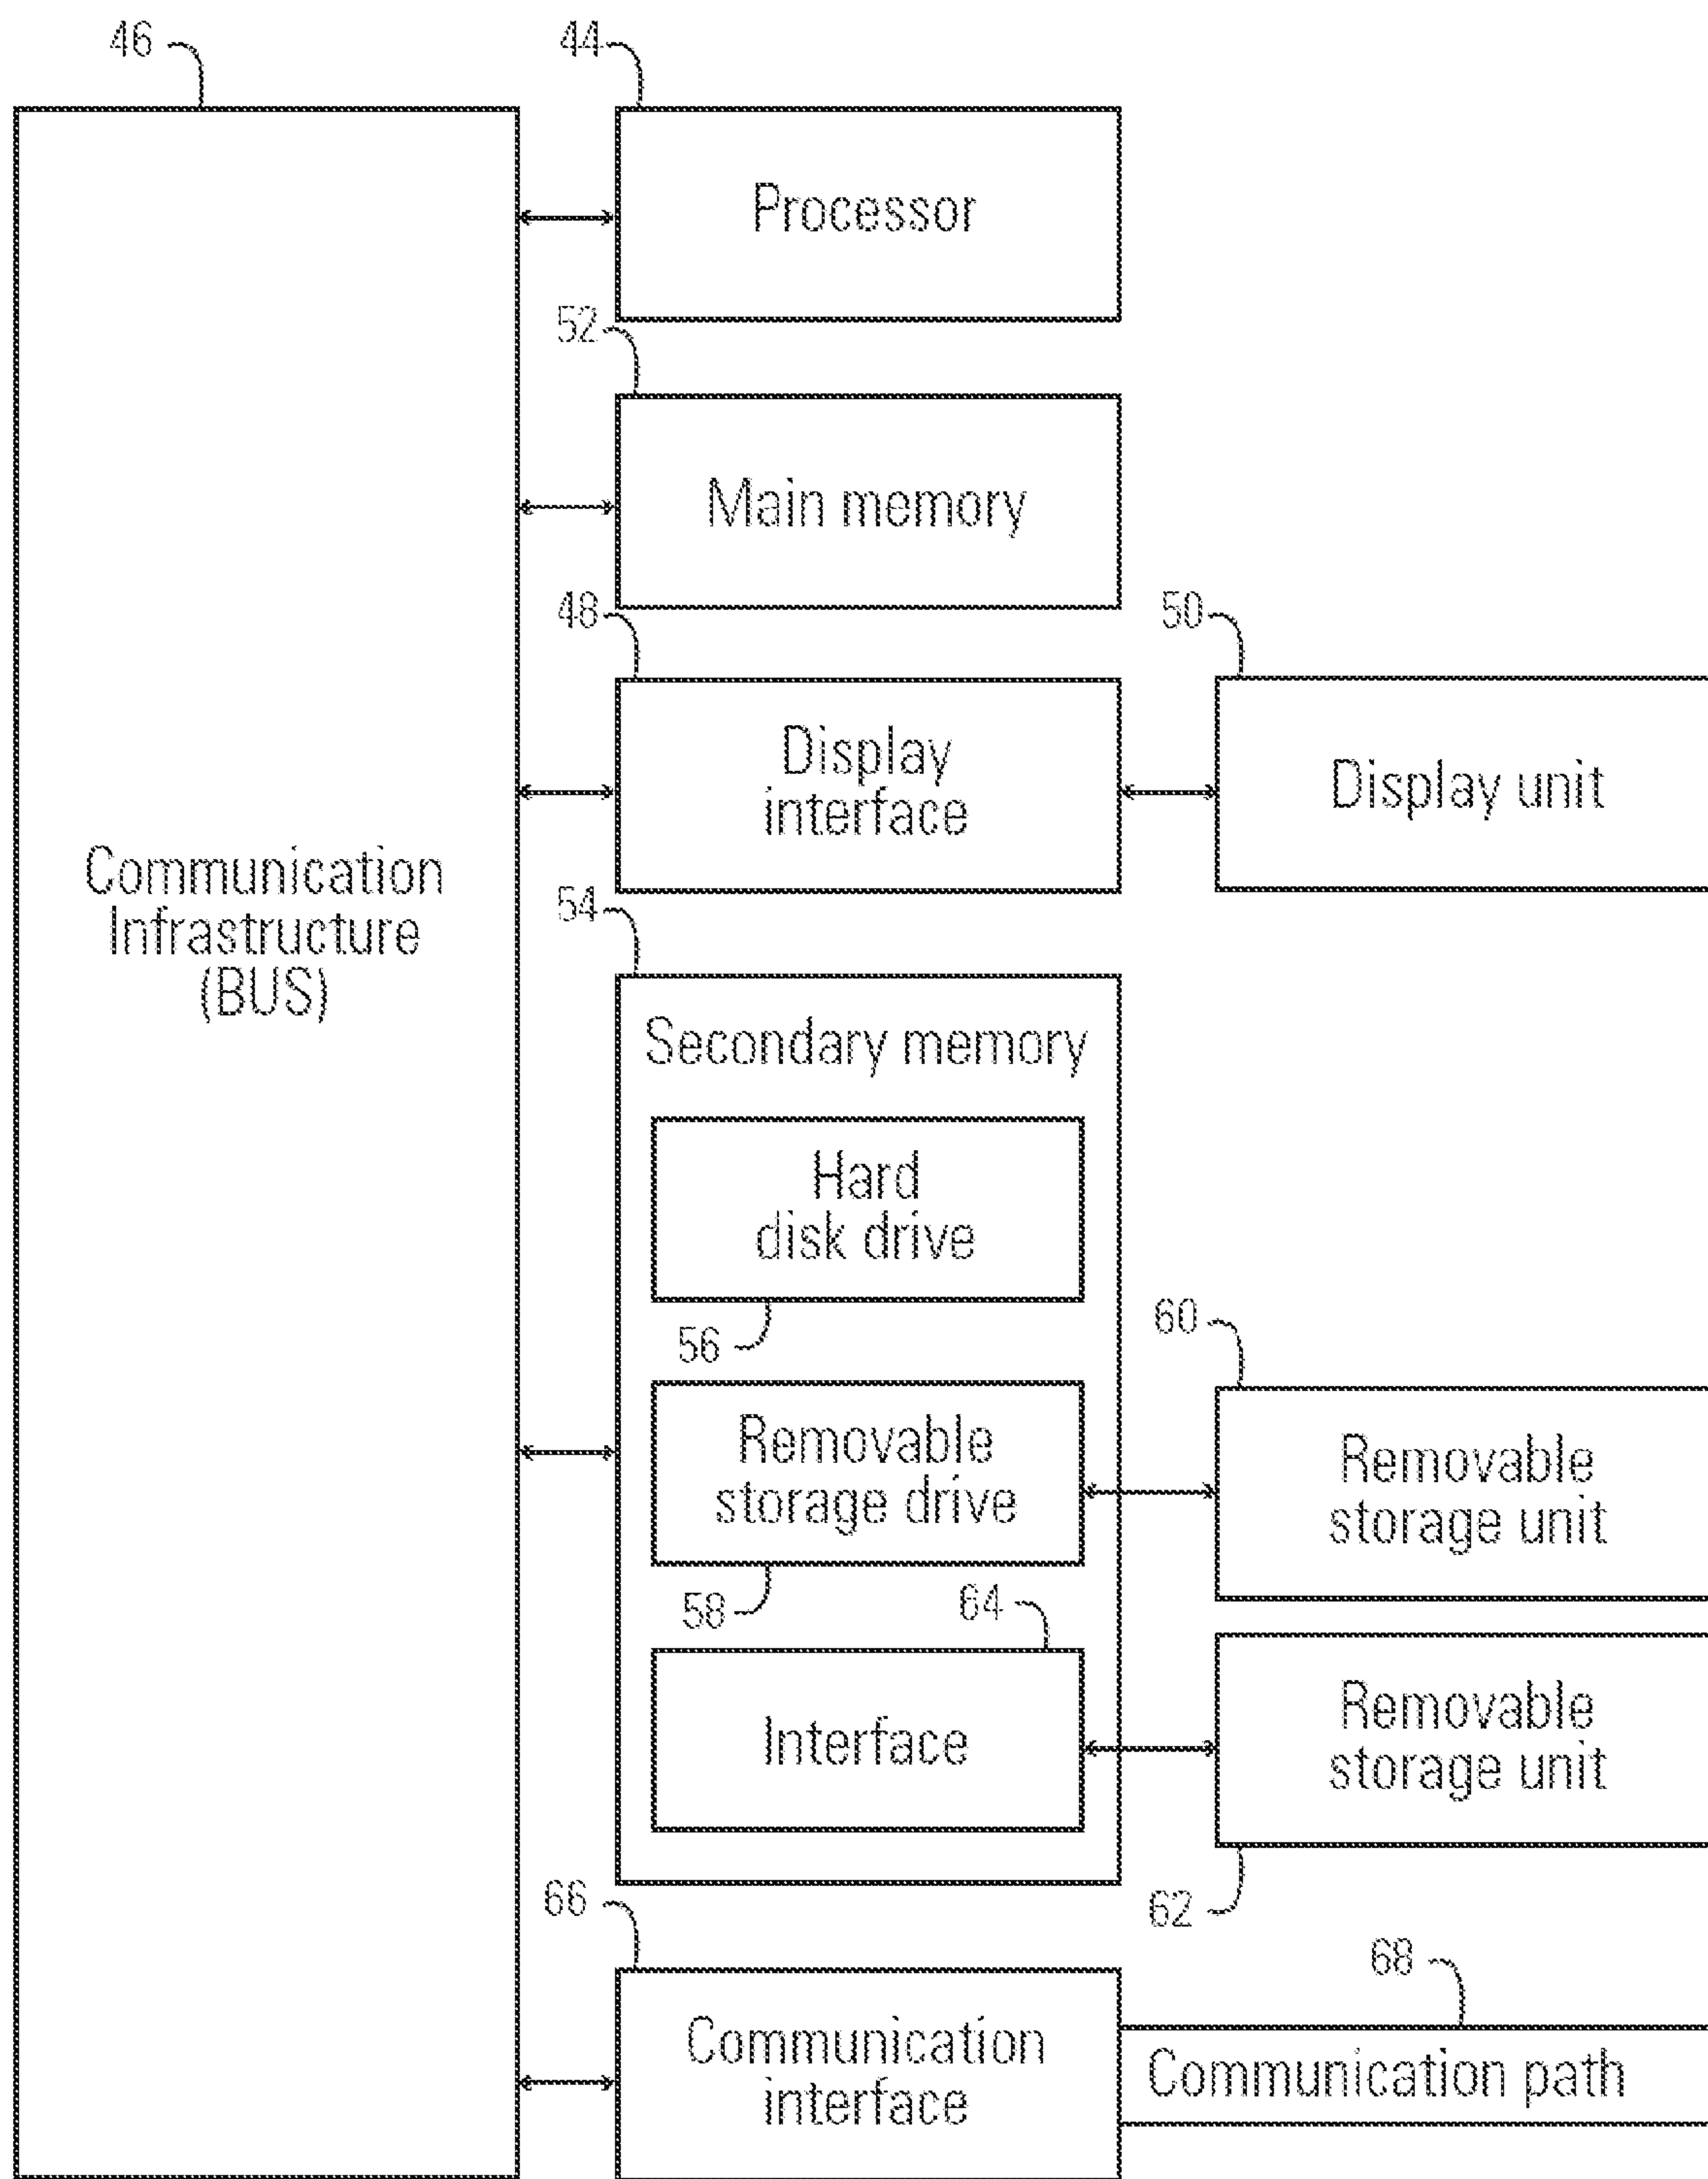 46
44
Processor
52
Main memory
48
50
Display
interface
Display unit
Communication
Infrastructure
(BUS)
54
Secondary memory
Hard
disk drive
56
60
Removable
storage drive
Removable
storage unit
58
64
Interface
Removable
storage unit
62
66
68
Communication
interface
Communication path